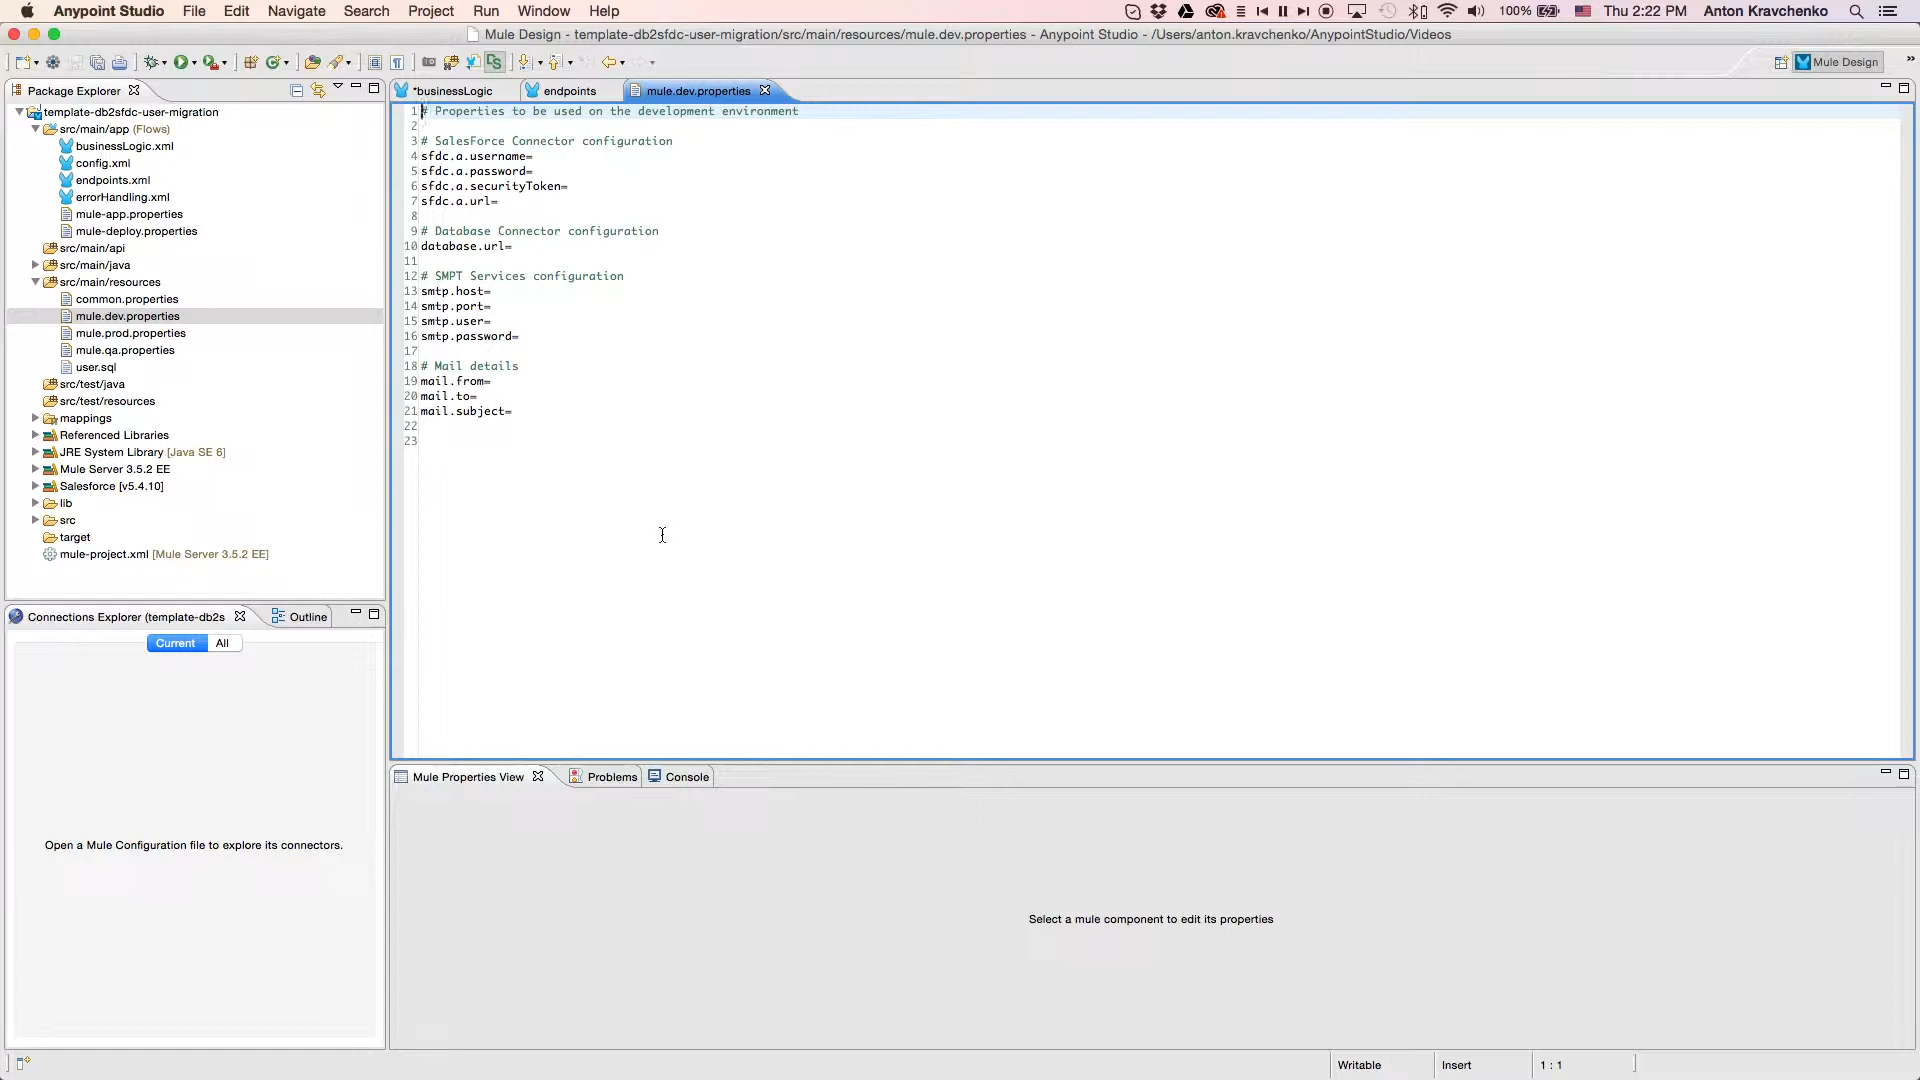 Anypoint Studio File Edit Navigate Search Project Run Window Help 100% Thu 2:22 PM Anton Kravchenko
Mule Design - template-db2sfdc-user-migration/src/main/resources/mule.dev.properties - Anypoint Studio - /Users/anton.kravchenko/AnypointStudio/Videos
Mule Design
Package Explorer
template-db2sfdc-user-migration
src/main/app (Flows)
businessLogic.xml
config.xml
endpoints.xml
errorHandling.xml
mule-app.properties
mule-deploy.properties
src/main/api
src/main/java
src/main/resources
common.properties
mule.dev.properties
mule.prod.properties
mule.qa.properties
user.sql
src/test/java
src/test/resources
mappings
Referenced Libraries
JRE System Library [Java SE 6]
Mule Server 3.5.2 EE
Salesforce [v5.4.10]
lib
src
target
mule-project.xml [Mule Server 3.5.2 EE]
Connections Explorer (template-db2s Outline
Current All
Open a Mule Configuration file to explore its connectors.
*businessLogic endpoints mule.dev.properties
1 # Properties to be used on the development environment
2
3 # SalesForce Connector configuration
4 sfdc.a.username=
5 sfdc.a.password=
6 sfdc.a.securityToken=
7 sfdc.a.url=
8
9 # Database Connector configuration
10 database.url=
11
12 # SMPT Services configuration
13 smtp.host=
14 smtp.port=
15 smtp.user=
16 smtp.password=
17
18 # Mail details
19 mail.from=
20 mail.to=
21 mail.subject=
22
23
Mule Properties View Problems Console
Select a mule component to edit its properties
Writable Insert 1 : 1